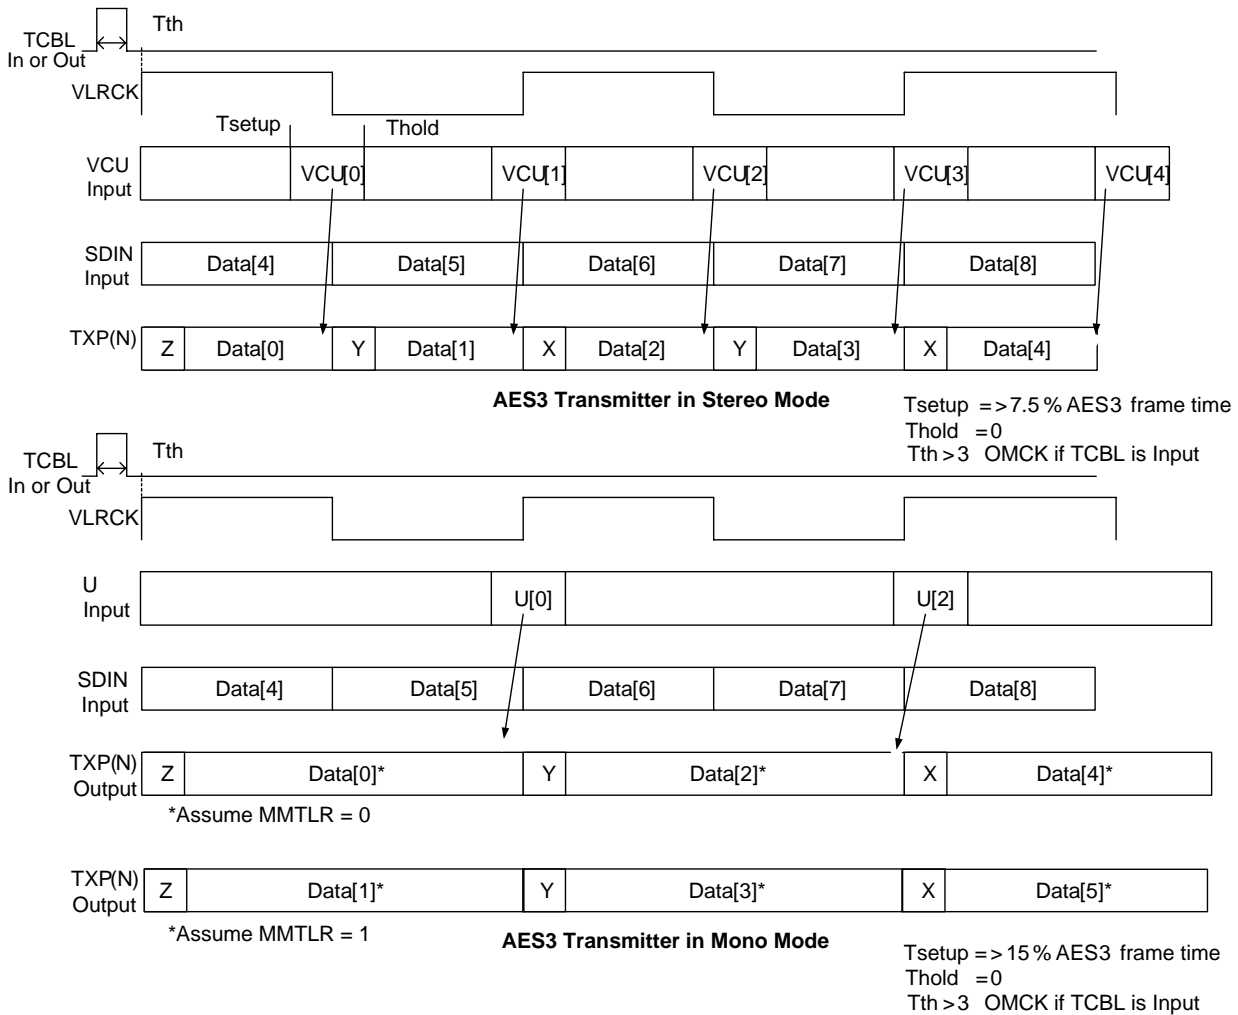 TCBL
In or Out
Tth
VLRCK
Tsetup Thold
VCU
Input
VCU[0] VCU[1] VCU[2] VCU[3] VCU[4]
SDIN
Input
Data[4] Data[5] Data[6] Data[7] Data[8]
TXP(N)
Z Data[0] Y Data[1] X Data[2] Y Data[3] X Data[4]
AES3 Transmitter in Stereo Mode
Tsetup =>7.5% AES3 frame time
Thold =0
Tth>3 OMCK if TCBL is Input
TCBL
In or Out
Tth
VLRCK
U
Input
U[0] U[2]
SDIN
Input
Data[4] Data[5] Data[6] Data[7] Data[8]
TXP(N)
Output
Z Data[0]* Y Data[2]* X Data[4]*
*Assume MMTLR = 0
TXP(N)
Output
Z Data[1]* Y Data[3]* X Data[5]*
*Assume MMTLR = 1
AES3 Transmitter in Mono Mode
Tsetup =>15% AES3 frame time
Thold =0
Tth>3 OMCK if TCBL is Input